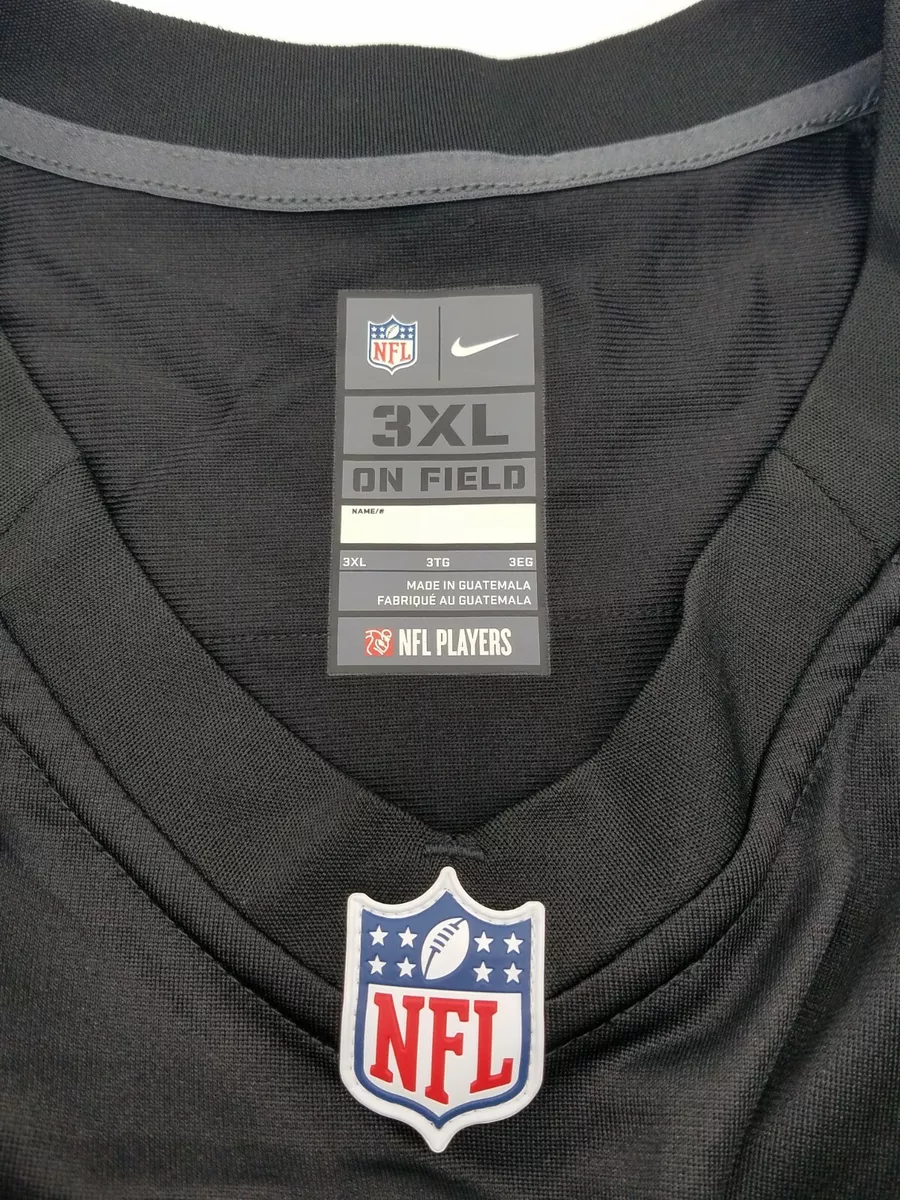 NFL
3XL
ON FIELD
NAME/#
3XL 3TG 3EG
MADE IN GUATEMALA
FABRIQUÉ AU GUATEMALA
NFL PLAYERS
NFL